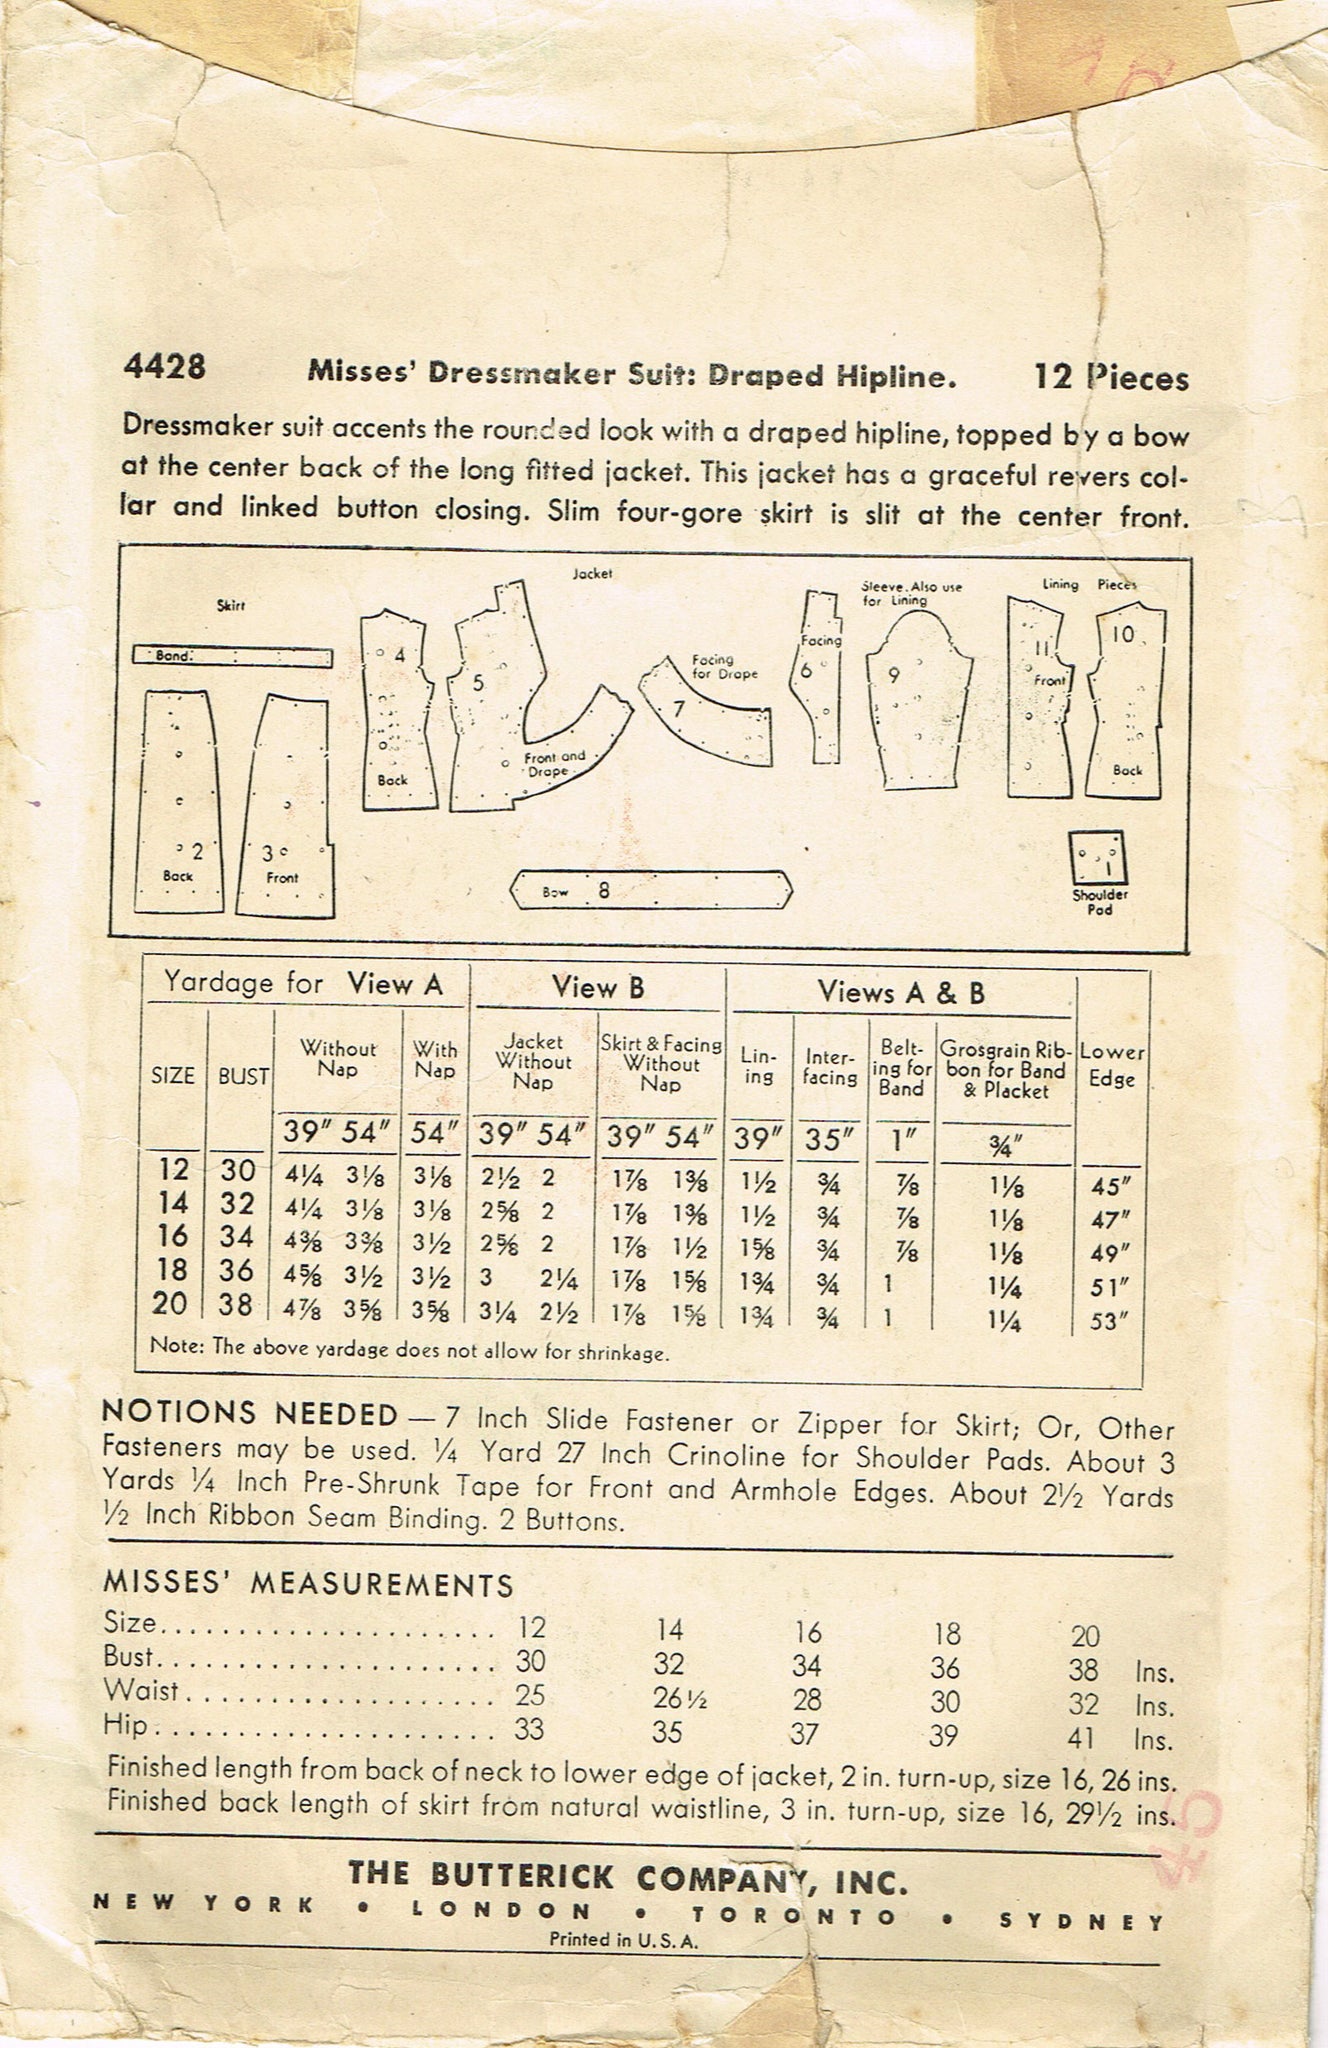 4428 Misses' Dressmaker Suit: Draped Hipline. 12 Pieces
Dressmaker suit accents the rounded look with a draped hipline, topped by a bow
at the center back of the long fitted jacket. This jacket has a graceful revers col-
lar and linked button closing. Slim four-gore skirt is slit at the center front.
Jacket
Skirt
Sleeve. Also use
for Lining
Lining Pieces
Band.
4
5
Facing
for Drape
7
Facing
6
9
11
Front
10
Front and
Drape
Back
Back
2
Back
3
Front
Bow 8
1
Shoulder
Pad
Yardage for View A View B Views A & B
SIZE BUST Without Nap With Nap Jacket Without Nap Skirt & Facing Without Nap Lin-ing Inter-facing Belt-ing for Band Grosgrain Rib-bon for Band & Placket Lower Edge
39" 54" 54" 39" 54" 39" 54" 39" 35" 1" ¾"
12 30 4¼ 3⅛ 3⅛ 2½ 2 1⅞ 1⅜ 1½ ¾ ⅞ 1⅛ 45"
14 32 4¼ 3⅛ 3⅛ 2⅝ 2 1⅞ 1⅜ 1½ ¾ ⅞ 1⅛ 47"
16 34 4⅜ 3⅜ 3½ 2⅝ 2 1⅞ 1½ 1⅝ ¾ ⅞ 1⅛ 49"
18 36 4⅝ 3½ 3½ 3 2¼ 1⅞ 1⅝ 1¾ ¾ 1 1¼ 51"
20 38 4⅞ 3⅝ 3⅝ 3¼ 2½ 1⅞ 1⅝ 1¾ ¾ 1 1¼ 53"
Note: The above yardage does not allow for shrinkage.
NOTIONS NEEDED — 7 Inch Slide Fastener or Zipper for Skirt; Or, Other
Fasteners may be used. ¼ Yard 27 Inch Crinoline for Shoulder Pads. About 3
Yards ¼ Inch Pre-Shrunk Tape for Front and Armhole Edges. About 2½ Yards
½ Inch Ribbon Seam Binding. 2 Buttons.
MISSES' MEASUREMENTS
Size...................... 12 14 16 18 20
Bust...................... 30 32 34 36 38 Ins.
Waist.................... 25 26½ 28 30 32 Ins.
Hip....................... 33 35 37 39 41 Ins.
Finished length from back of neck to lower edge of jacket, 2 in. turn-up, size 16, 26 ins.
Finished back length of skirt from natural waistline, 3 in. turn-up, size 16, 29½ ins.
THE BUTTERICK COMPANY, INC.
NEW YORK • LONDON • TORONTO • SYDNEY
Printed in U.S.A.